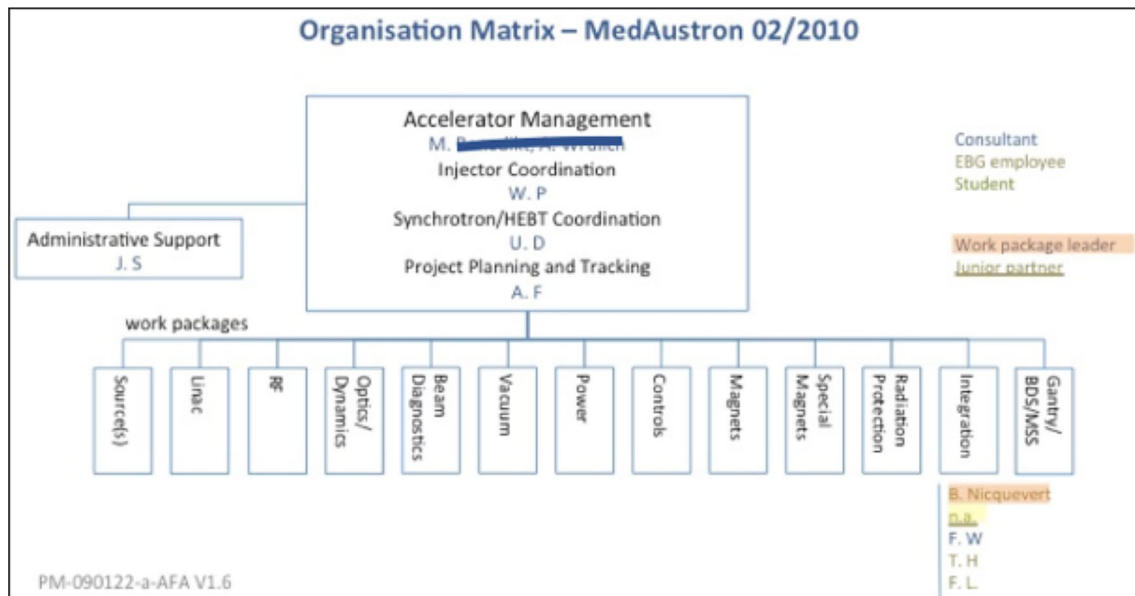 Organisation Matrix – MedAustron 02/2010
Accelerator Management
M.
Injector Coordination
W. P
Synchrotron/HEBT Coordination
U. D
Project Planning and Tracking
A. F
Consultant
EBG employee
Student
Work package leader
Junior partner
Administrative Support
J. S
work packages
Source(s)
Linac
RF
Optics/
Dynamics
Beam
Diagnostics
Vacuum
Power
Controls
Magnets
Special
Magnets
Radiation
Protection
Integration
Gantry/
BDS/MSS
B. Nicquevert
n.a.
F. W
T. H
F. L.
PM-090122-a-AFA V1.6